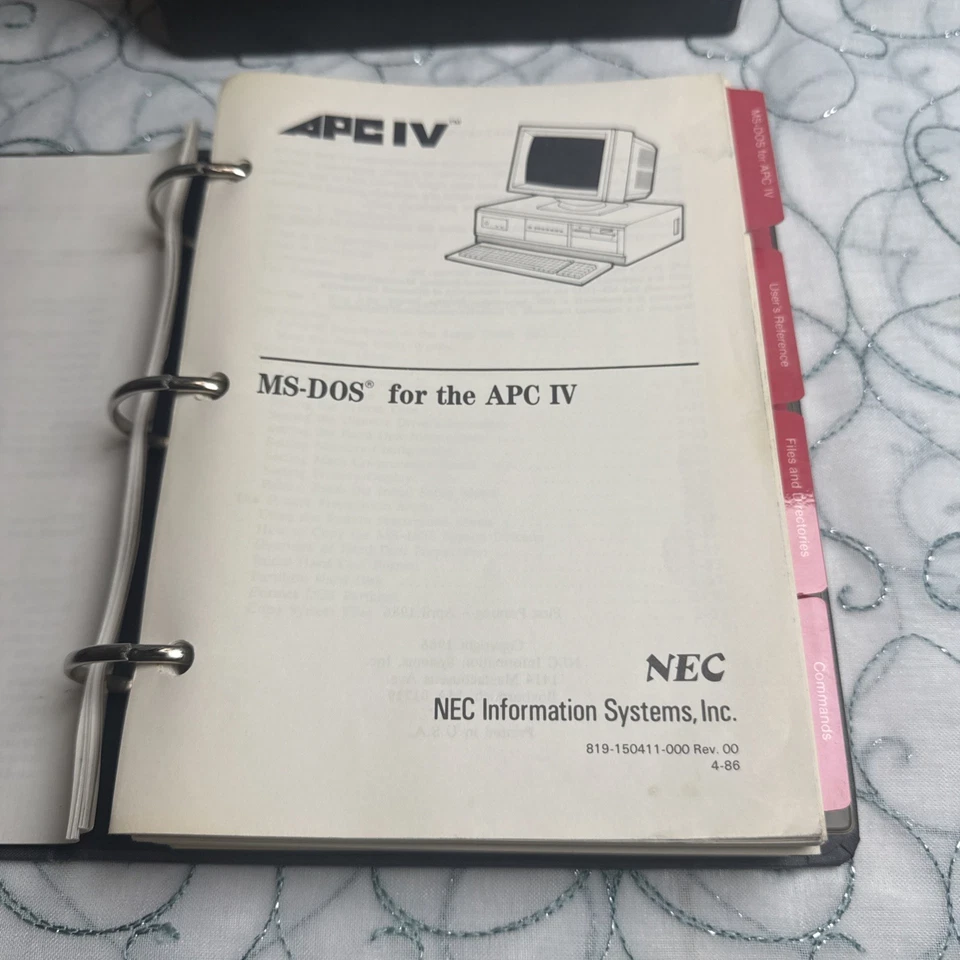 APC IV™
MS-DOS® for the APC IV
NEC
NEC Information Systems, Inc.
819-150411-000 Rev. 00
4-86
MS-DOS for APC IV
User's Reference
Files and Directories
Commands